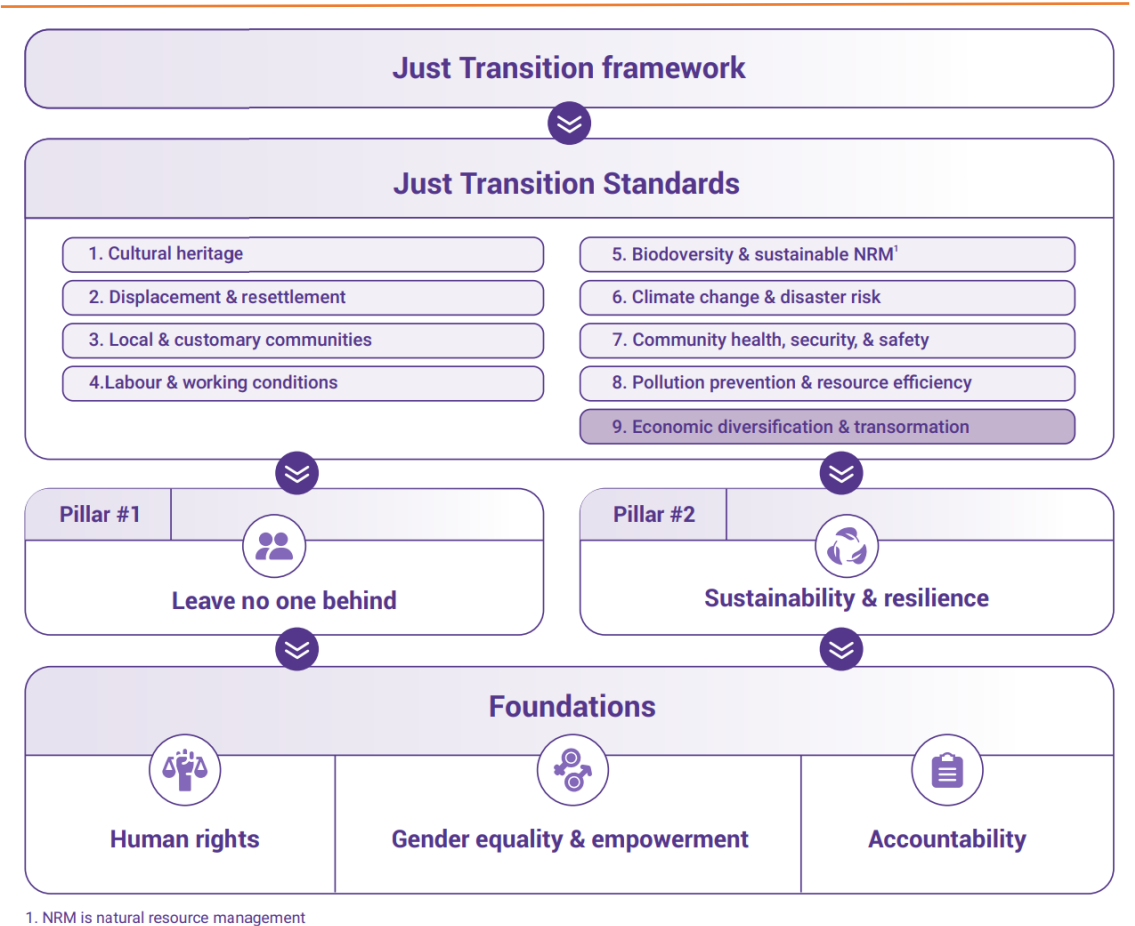 Just Transition framework
Just Transition Standards
1. Cultural heritage
2. Displacement & resettlement
3. Local & customary communities
4.Labour & working conditions
5. Biodoversity & sustainable NRM¹
6. Climate change & disaster risk
7. Community health, security, & safety
8. Pollution prevention & resource efficiency
9. Economic diversification & transormation
Pillar #1
Leave no one behind
Pillar #2
Sustainability & resilience
Foundations
Human rights
Gender equality & empowerment
Accountability
1. NRM is natural resource management